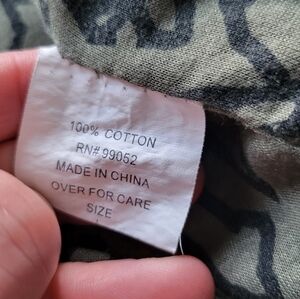 100% COTTON
RN# 99052
MADE IN CHINA
OVER FOR CARE
SIZE